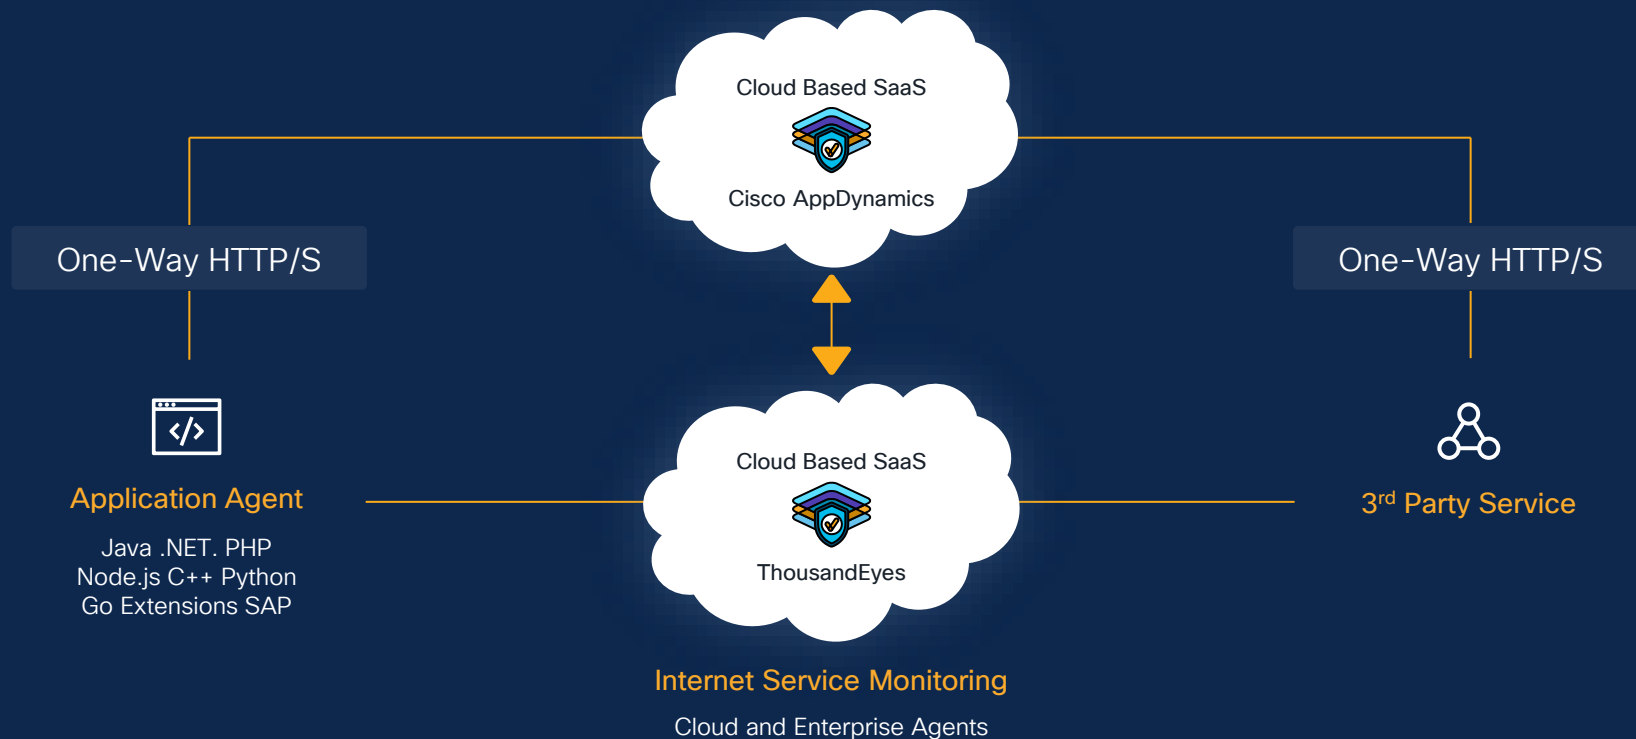 Cloud Based SaaS
Cisco AppDynamics
One-Way HTTP/S
One-Way HTTP/S
Application Agent
Java .NET. PHP
Node.js C++ Python
Go Extensions SAP
Cloud Based SaaS
ThousandEyes
3rd Party Service
Internet Service Monitoring
Cloud and Enterprise Agents